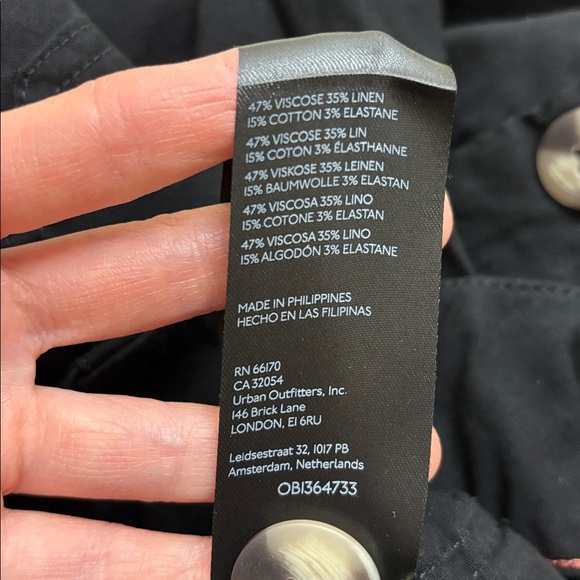 47% VISCOSE 35% LINEN
15% COTTON 3% ELASTANE
47% VISCOSE 35% LIN
15% COTON 3% ÉLASTHANNE
47% VISKOSE 35% LEINEN
15% BAUMWOLLE 3% ELASTAN
47% VISCOSA 35% LINO
15% COTONE 3% ELASTAN
47% VISCOSA 35% LINO
15% ALGODÓN 3% ELASTANE
MADE IN PHILIPPINES
HECHO EN LAS FILIPINAS
RN 66170
CA 32054
Urban Outfitters, Inc.
146 Brick Lane
LONDON, E1 6RU
Leidsestraat 32, 1017 PB
Amsterdam, Netherlands
OB1364733